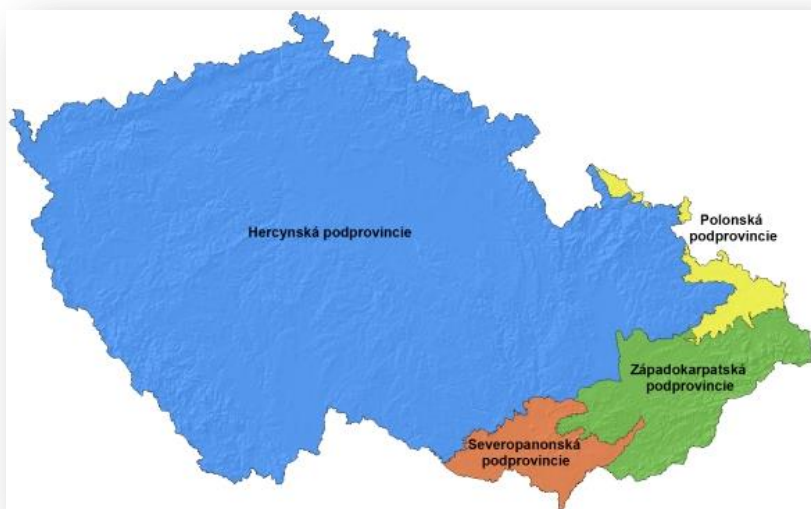 Hercynská podprovincie
Polonská
podprovincie
Západokarpatská
podprovincie
Severopanonská
podprovincie